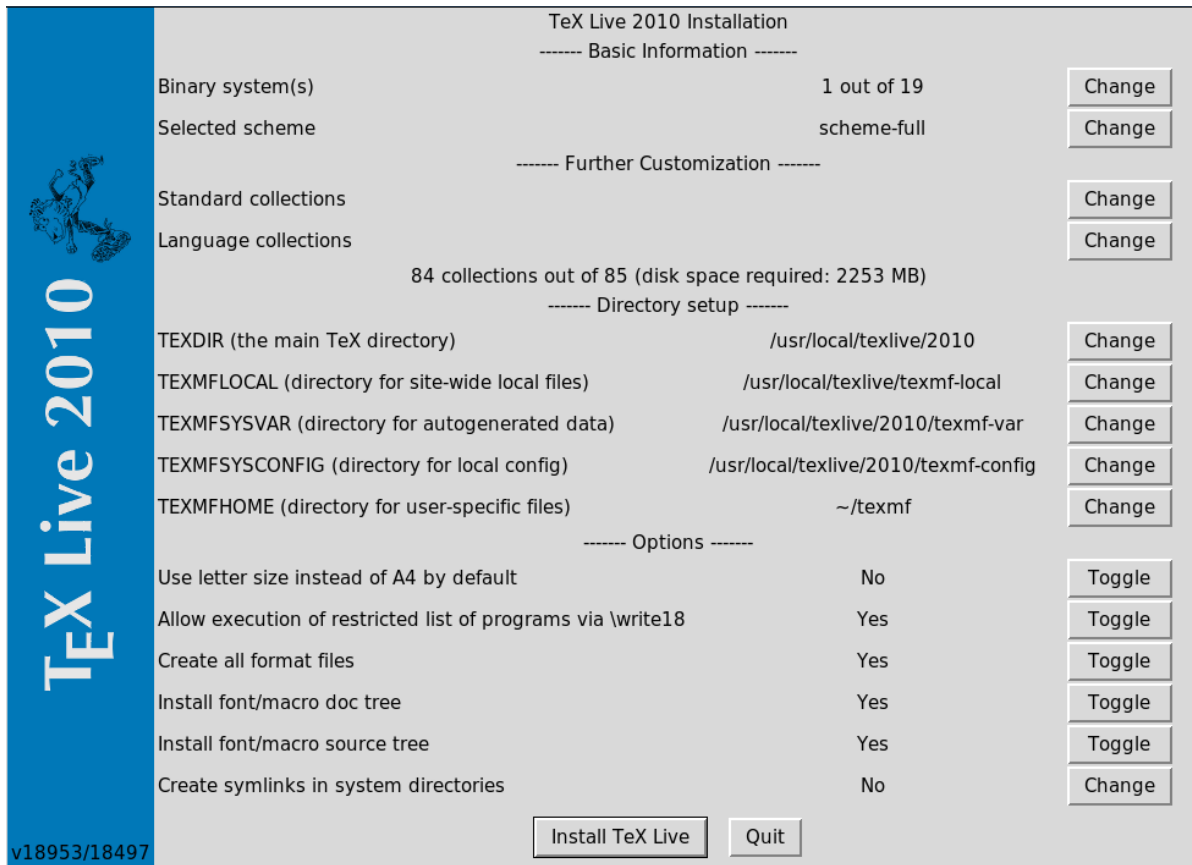 TeX Live 2010 Installation
------- Basic Information -------
Binary system(s) 1 out of 19 Change
Selected scheme scheme-full Change
------- Further Customization -------
Standard collections Change
Language collections Change
84 collections out of 85 (disk space required: 2253 MB)
------- Directory setup -------
TEXDIR (the main TeX directory) /usr/local/texlive/2010 Change
TEXMFLOCAL (directory for site-wide local files) /usr/local/texlive/texmf-local Change
TEXMFSYSVAR (directory for autogenerated data) /usr/local/texlive/2010/texmf-var Change
TEXMFSYSCONFIG (directory for local config) /usr/local/texlive/2010/texmf-config Change
TEXMFHOME (directory for user-specific files) ~/texmf Change
------- Options -------
Use letter size instead of A4 by default No Toggle
Allow execution of restricted list of programs via \write18 Yes Toggle
Create all format files Yes Toggle
Install font/macro doc tree Yes Toggle
Install font/macro source tree Yes Toggle
Create symlinks in system directories No Change
Install TeX Live Quit
TEX Live 2010
v18953/18497